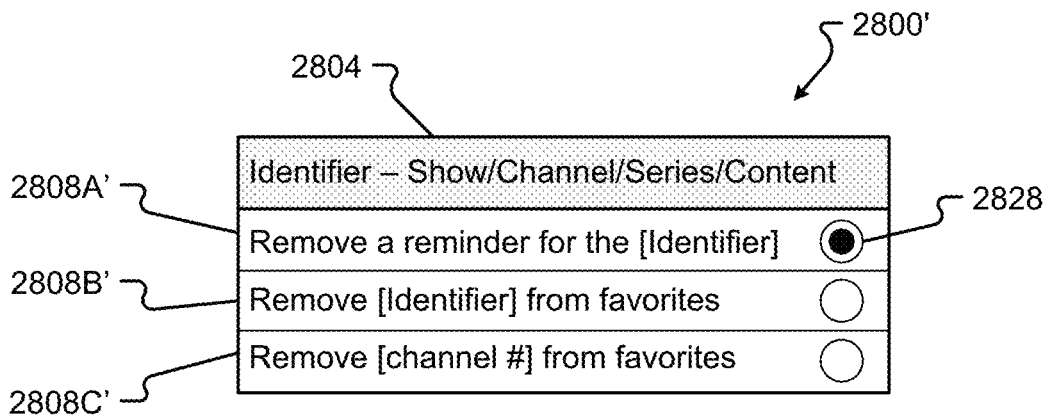 2800'
2804
Identifier – Show/Channel/Series/Content
2808A'
2828
Remove a reminder for the [Identifier]
2808B'
Remove [Identifier] from favorites
Remove [channel #] from favorites
2808C'